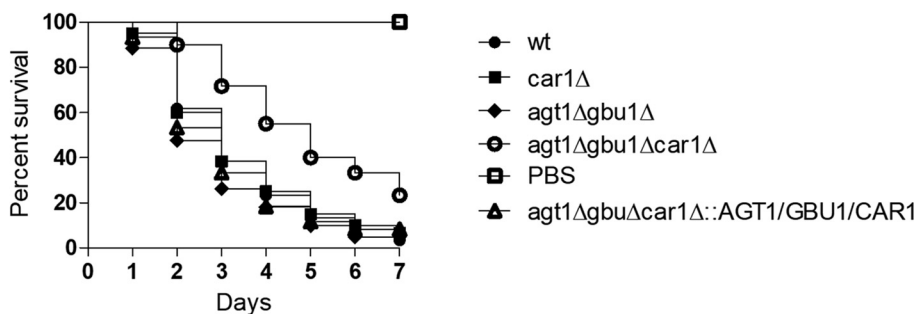 Percent survival
100
80
60
40
20
0
0 1 2 3 4 5 6 7
Days
wt
car1Δ
agt1Δgbu1Δ
agt1Δgbu1Δcar1Δ
PBS
agt1ΔgbuΔcar1Δ::AGT1/GBU1/CAR1